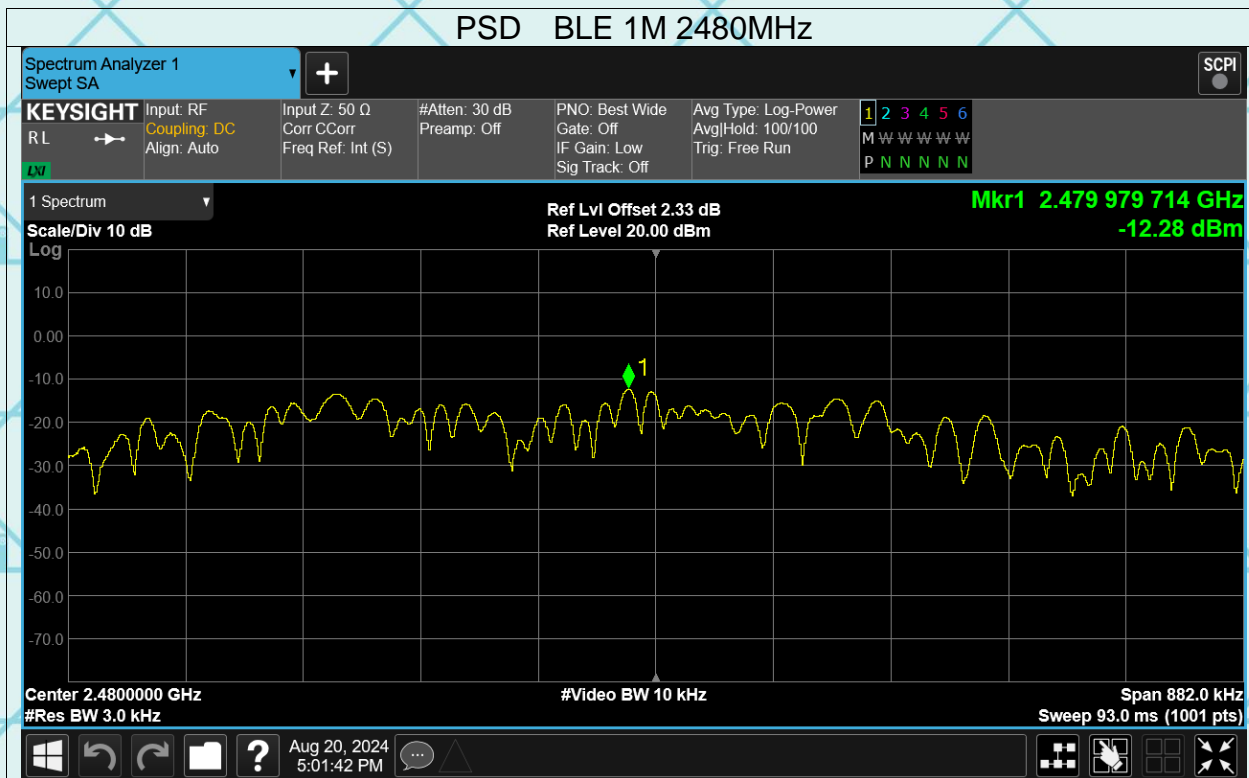 PSD BLE 1M 2480MHz
Spectrum Analyzer 1
Swept SA
SCPI
KEYSIGHT
RL
LXI
Input: RF
Coupling: DC
Align: Auto
Input Z: 50 Ω
Corr CCorr
Freq Ref: Int (S)
#Atten: 30 dB
Preamp: Off
PNO: Best Wide
Gate: Off
IF Gain: Low
Sig Track: Off
Avg Type: Log-Power
Avg|Hold: 100/100
Trig: Free Run
1 2 3 4 5 6
M W W W W W
P N N N N N
1 Spectrum
Scale/Div 10 dB
Ref Lvl Offset 2.33 dB
Ref Level 20.00 dBm
Mkr1 2.479 979 714 GHz
-12.28 dBm
Log
10.0
0.00
-10.0
-20.0
-30.0
-40.0
-50.0
-60.0
-70.0
1
Center 2.4800000 GHz
#Res BW 3.0 kHz
#Video BW 10 kHz
Span 882.0 kHz
Sweep 93.0 ms (1001 pts)
?
Aug 20, 2024
5:01:42 PM